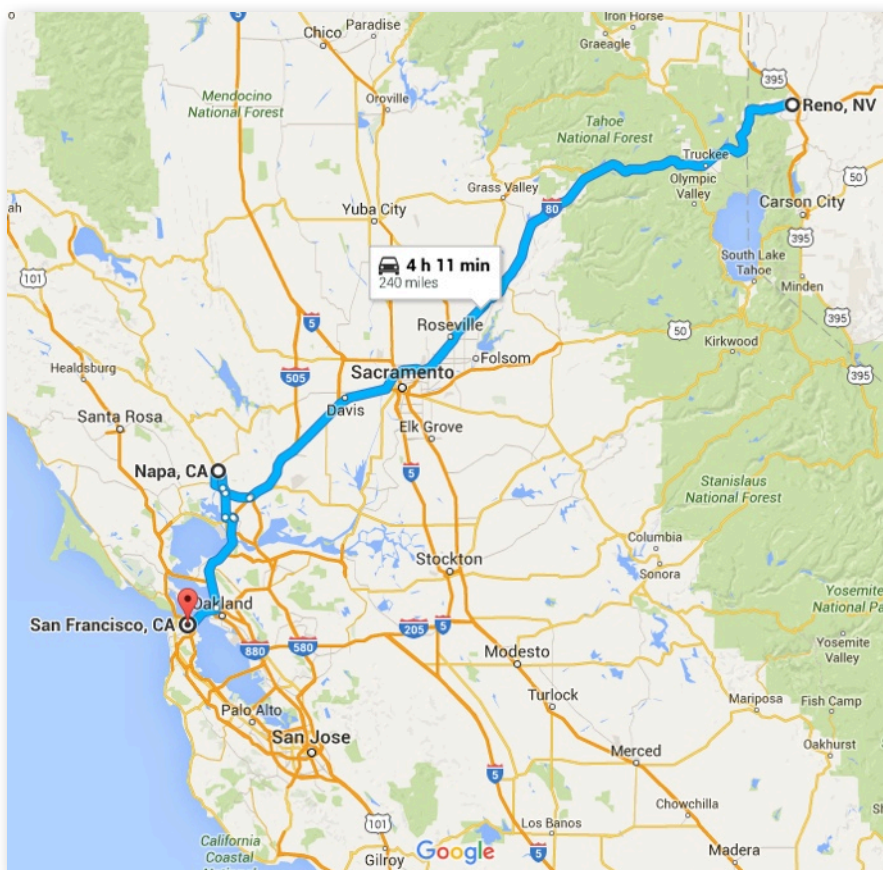 5
Chico
Paradise
Iron Horse
Graeagle
395
Mendocino
National Forest
Oroville
Tahoe
National Forest
Reno, NV
Truckee
Olympic
Valley
50
Grass Valley
80
Yuba City
Carson City
4 h 11 min
240 miles
South Lake
Tahoe
395
Minden
101
5
Roseville
50
395
Folsom
Kirkwood
Healdsburg
505
Sacramento
395
Davis
Santa Rosa
Elk Grove
Napa, CA
5
Stanislaus
National Forest
Columbia
Stockton
Sonora
Yosemite
Oakland
San Francisco, CA
205
5
880
580
Modesto
Yosemite
Valley
Palo Alto
Turlock
Mariposa
Fish Camp
San Jose
Merced
Oakhurst
5
Chowchilla
101
Los Banos
California
Coastal
Google
Gilroy
5
Madera